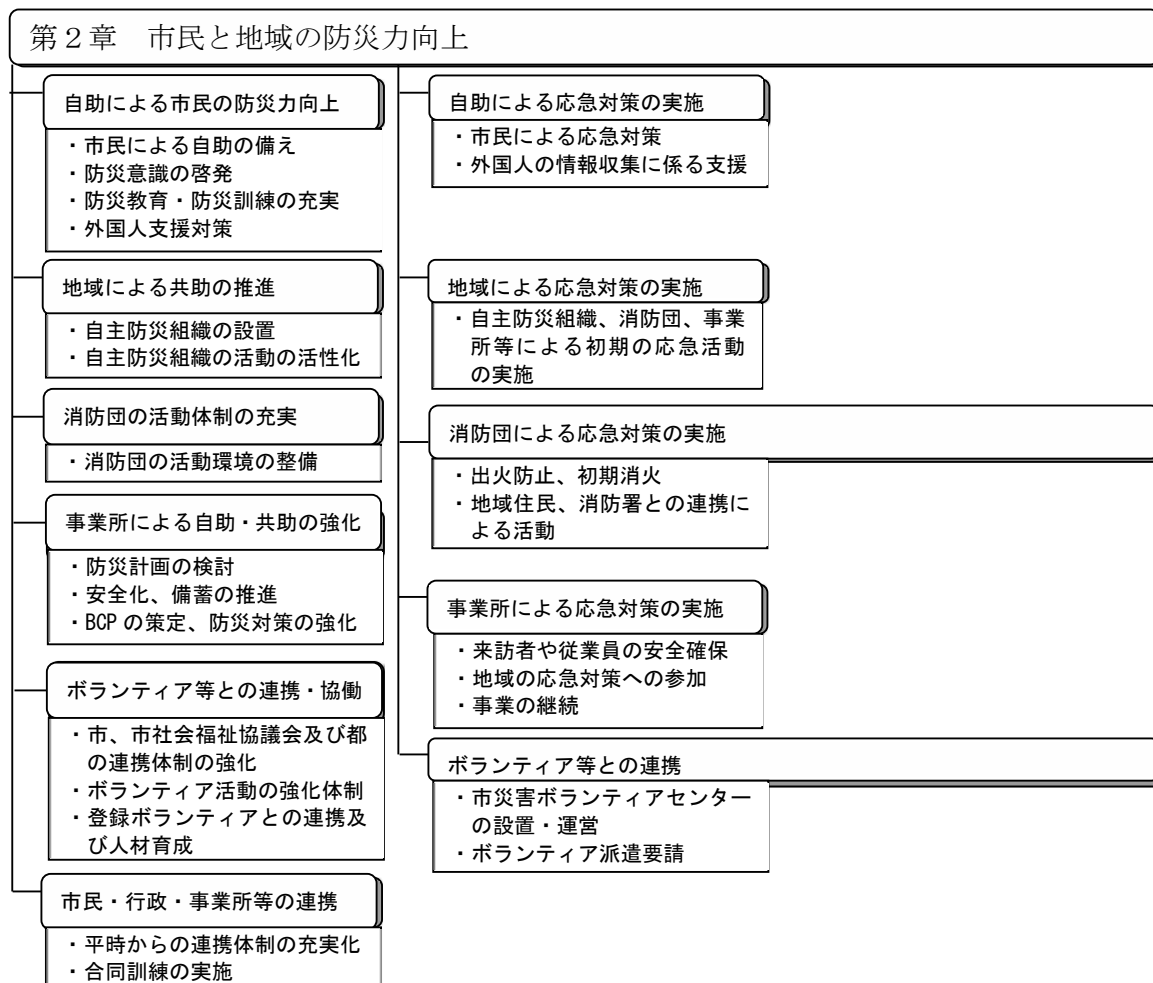 第２章　市民と地域の防災力向上
自助による市民の防災力向上
・市民による自助の備え
・防災意識の啓発
・防災教育・防災訓練の充実
・外国人支援対策
地域による共助の推進
・自主防災組織の設置
・自主防災組織の活動の活性化
消防団の活動体制の充実
・消防団の活動環境の整備
事業所による自助・共助の強化
・防災計画の検討
・安全化、備蓄の推進
・BCP の策定、防災対策の強化
ボランティア等との連携・協働
・市、市社会福祉協議会及び都
の連携体制の強化
・ボランティア活動の強化体制
・登録ボランティアとの連携及
び人材育成
市民・行政・事業所等の連携
・平時からの連携体制の充実化
・合同訓練の実施
自助による応急対策の実施
・市民による応急対策
・外国人の情報収集に係る支援
地域による応急対策の実施
・自主防災組織、消防団、事業
所等による初期の応急活動
の実施
消防団による応急対策の実施
・出火防止、初期消火
・地域住民、消防署との連携に
よる活動
事業所による応急対策の実施
・来訪者や従業員の安全確保
・地域の応急対策への参加
・事業の継続
ボランティア等との連携
・市災害ボランティアセンター
の設置・運営
・ボランティア派遣要請